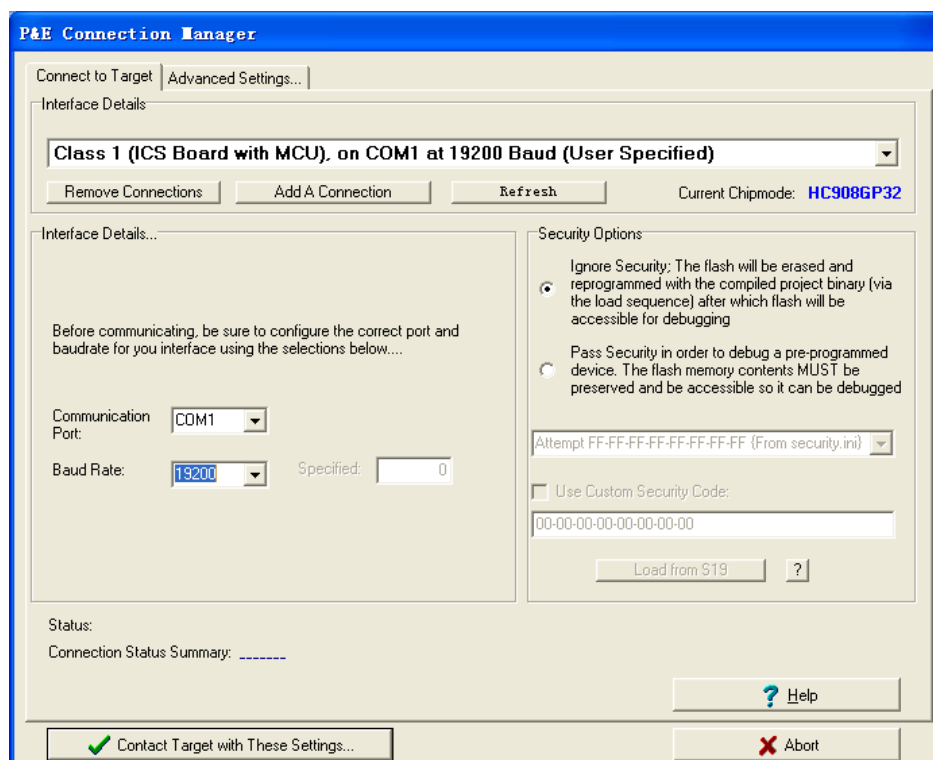 P&E Connection Manager
Connect to Target
Advanced Settings...
Interface Details
Class 1 (ICS Board with MCU), on COM1 at 19200 Baud (User Specified)
Remove Connections
Add A Connection
Refresh
Current Chipmode: HC908GP32
Interface Details...
Before communicating, be sure to configure the correct port and
baudrate for you interface using the selections below....
Communication
Port:
COM1
Baud Rate:
19200
Specified:
0
Security Options
Ignore Security; The flash will be erased and
reprogrammed with the compiled project binary (via
the load sequence) after which flash will be
accessible for debugging
Pass Security in order to debug a pre-programmed
device. The flash memory contents MUST be
preserved and be accessible so it can be debugged
Attempt FF-FF-FF-FF-FF-FF-FF-FF {From security.ini}
Use Custom Security Code:
00-00-00-00-00-00-00-00
Load from S19
?
Status:
Connection Status Summary: _______
? Help
Contact Target with These Settings...
Abort